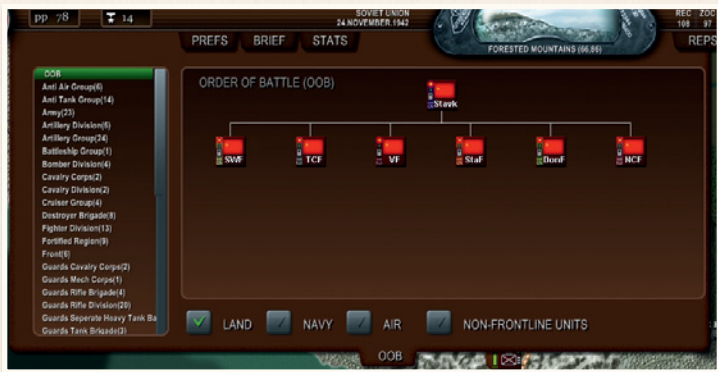 pp 78
14
SOVIET UNION
24.NOVEMBER.1942
REC ZOC
108 97
PREFS BRIEF STATS
FORESTED MOUNTAINS (66,86)
REPS
OOB
Anti Air Group(6)
Anti Tank Group(14)
Army(23)
Artillery Division(5)
Artillery Group(24)
Battleship Group(1)
Bomber Division(4)
Cavalry Corps(2)
Cavalry Division(2)
Cruiser Group(4)
Destroyer Brigade(8)
Fighter Division(13)
Fortified Region(9)
Front(6)
Guards Cavalry Corps(2)
Guards Mech Corps(1)
Guards Rifle Brigade(4)
Guards Rifle Division(20)
Guards Seperate Heavy Tank Ba
Guards Tank Brigade(3)
ORDER OF BATTLE (OOB)
Stavk
SWF TCF VF StaF DonF NCF
LAND NAVY AIR NON-FRONTLINE UNITS
OOB